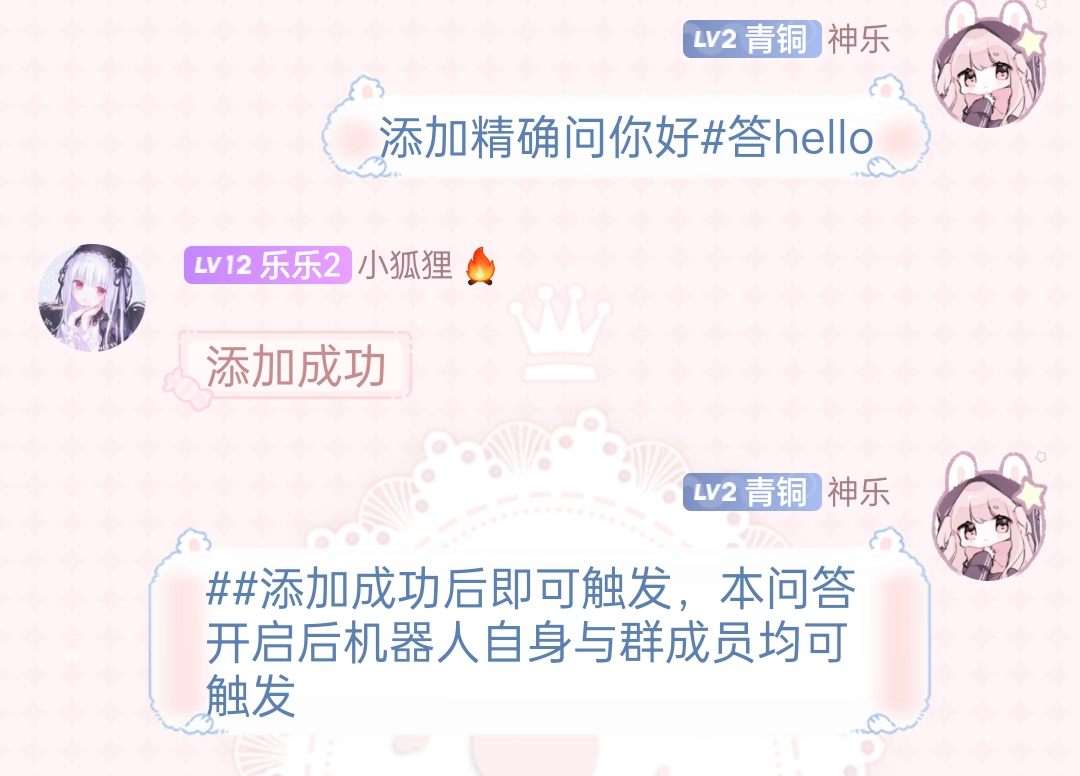 LV2 青铜 神乐
添加精确问你好#答hello
LV12 乐乐2 小狐狸 🔥
添加成功
LV2 青铜 神乐
##添加成功后即可触发，本问答
开启后机器人自身与群成员均可
触发